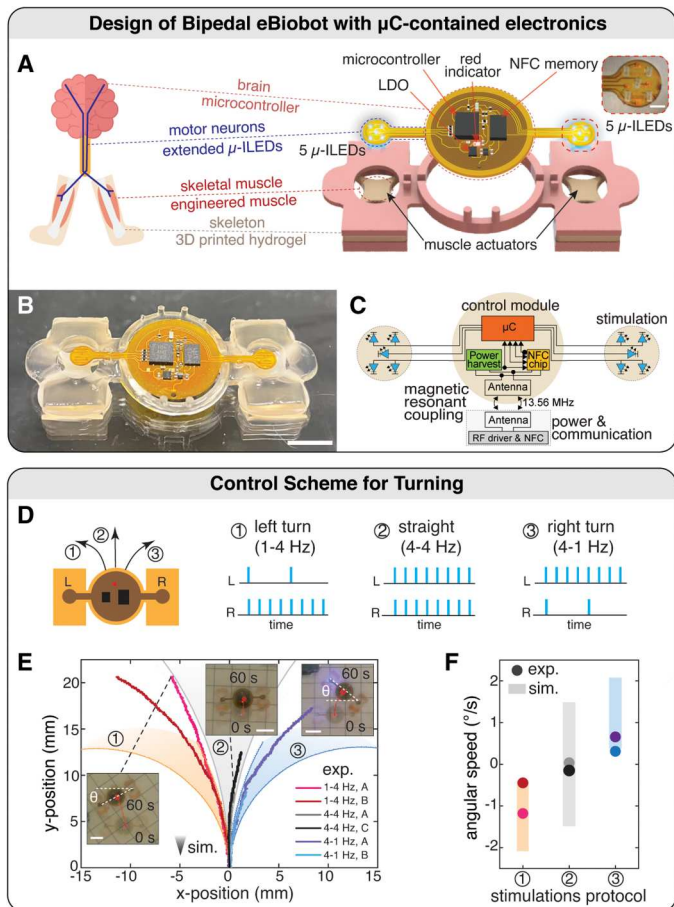 Design of Bipedal eBiobot with µC-contained electronics
A
brain
microcontroller
motor neurons
extended µ-ILEDs
skeletal muscle
engineered muscle
skeleton
3D printed hydrogel
microcontroller
red
indicator
NFC memory
LDO
5 µ-ILEDs
5 µ-ILEDs
muscle actuators
B
C
control module
stimulation
µC
Power
harvest
NFC
chip
Antenna
magnetic
resonant
coupling
13.56 MHz
Antenna
RF driver & NFC
power &
communication
Control Scheme for Turning
D
① ② ③
L R
① left turn
(1-4 Hz)
② straight
(4-4 Hz)
③ right turn
(4-1 Hz)
L L L
R R R
time time time
E
y-position (mm)
20
15
10
5
0
-15 -10 -5 0 5 10 15
x-position (mm)
① ② ③
60 s
0 s
θ
60 s
0 s
θ
60 s
0 s
sim.
exp.
1-4 Hz, A
1-4 Hz, B
4-4 Hz, A
4-4 Hz, C
4-1 Hz, A
4-1 Hz, B
F
exp.
sim.
angular speed (°/s)
2
1
0
-1
-2
① ② ③
stimulations protocol